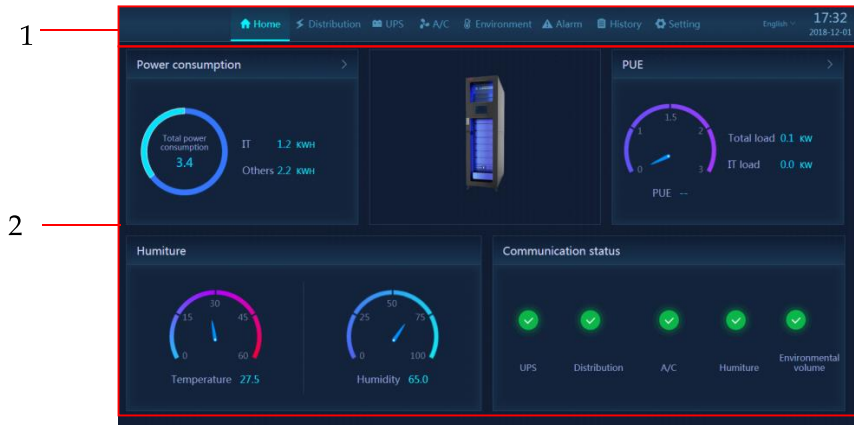 1
Home Distribution UPS A/C Environment Alarm History Setting English 17:32
2018-12-01
2
Power consumption
Total power
consumption
3.4
IT 1.2 KWH
Others 2.2 KWH
PUE
0 1 1.5 2 3
Total load 0.1 KW
IT load 0.0 KW
PUE --
Humiture
0 15 30 45 60
Temperature 27.5
0 25 50 75 100
Humidity 65.0
Communication status
UPS
Distribution
A/C
Humiture
Environmental
volume